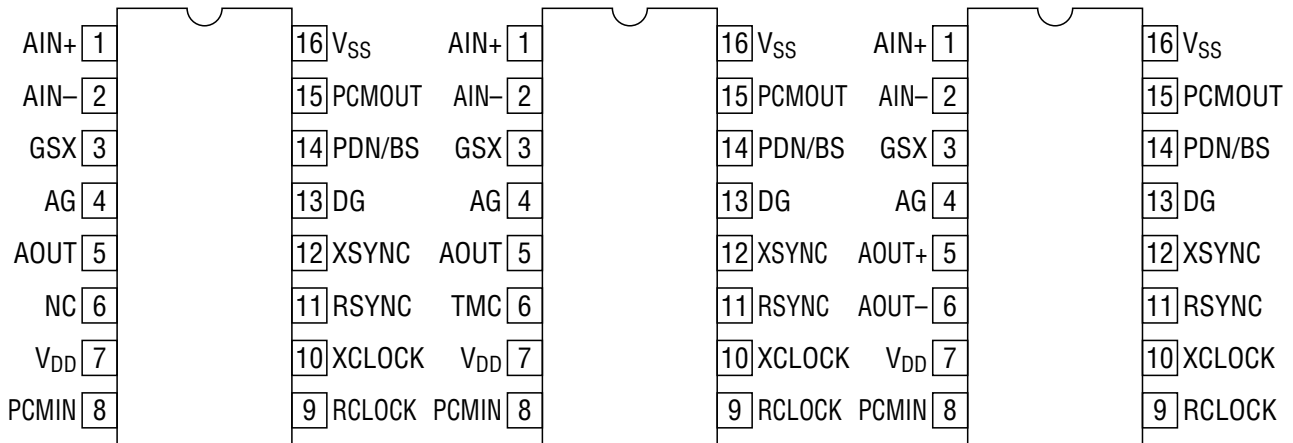 AIN+ 1 16 VSS AIN+ 1 16 VSS AIN+ 1 16 VSS
AIN– 2 15 PCMOUT AIN– 2 15 PCMOUT AIN– 2 15 PCMOUT
GSX 3 14 PDN/BS GSX 3 14 PDN/BS GSX 3 14 PDN/BS
AG 4 13 DG AG 4 13 DG AG 4 13 DG
AOUT 5 12 XSYNC AOUT 5 12 XSYNC AOUT+ 5 12 XSYNC
NC 6 11 RSYNC TMC 6 11 RSYNC AOUT– 6 11 RSYNC
VDD 7 10 XCLOCK VDD 7 10 XCLOCK VDD 7 10 XCLOCK
PCMIN 8 9 RCLOCK PCMIN 8 9 RCLOCK PCMIN 8 9 RCLOCK